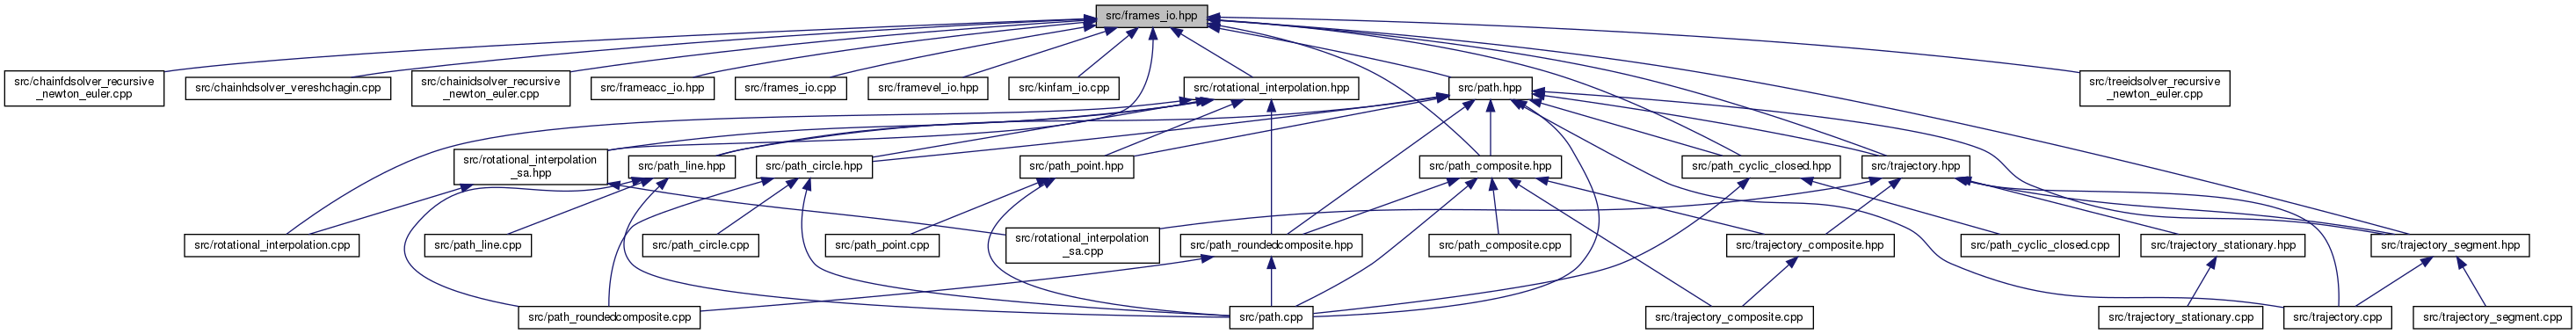 src/frames_io.hpp
src/chainfdsolver_recursive
_newton_euler.cpp
src/chainhdsolver_vereshchagin.cpp
src/chainidsolver_recursive
_newton_euler.cpp
src/frameacc_io.hpp
src/frames_io.cpp
src/framevel_io.hpp
src/kinfam_io.cpp
src/rotational_interpolation.hpp
src/path.hpp
src/treeidsolver_recursive
_newton_euler.cpp
src/rotational_interpolation
_sa.hpp
src/path_line.hpp
src/path_circle.hpp
src/path_point.hpp
src/path_composite.hpp
src/path_cyclic_closed.hpp
src/trajectory.hpp
src/rotational_interpolation.cpp
src/path_line.cpp
src/path_circle.cpp
src/path_point.cpp
src/rotational_interpolation
_sa.cpp
src/path_roundedcomposite.hpp
src/path_composite.cpp
src/trajectory_composite.hpp
src/path_cyclic_closed.cpp
src/trajectory_stationary.hpp
src/trajectory_segment.hpp
src/path_roundedcomposite.cpp
src/path.cpp
src/trajectory_composite.cpp
src/trajectory_stationary.cpp
src/trajectory.cpp
src/trajectory_segment.cpp